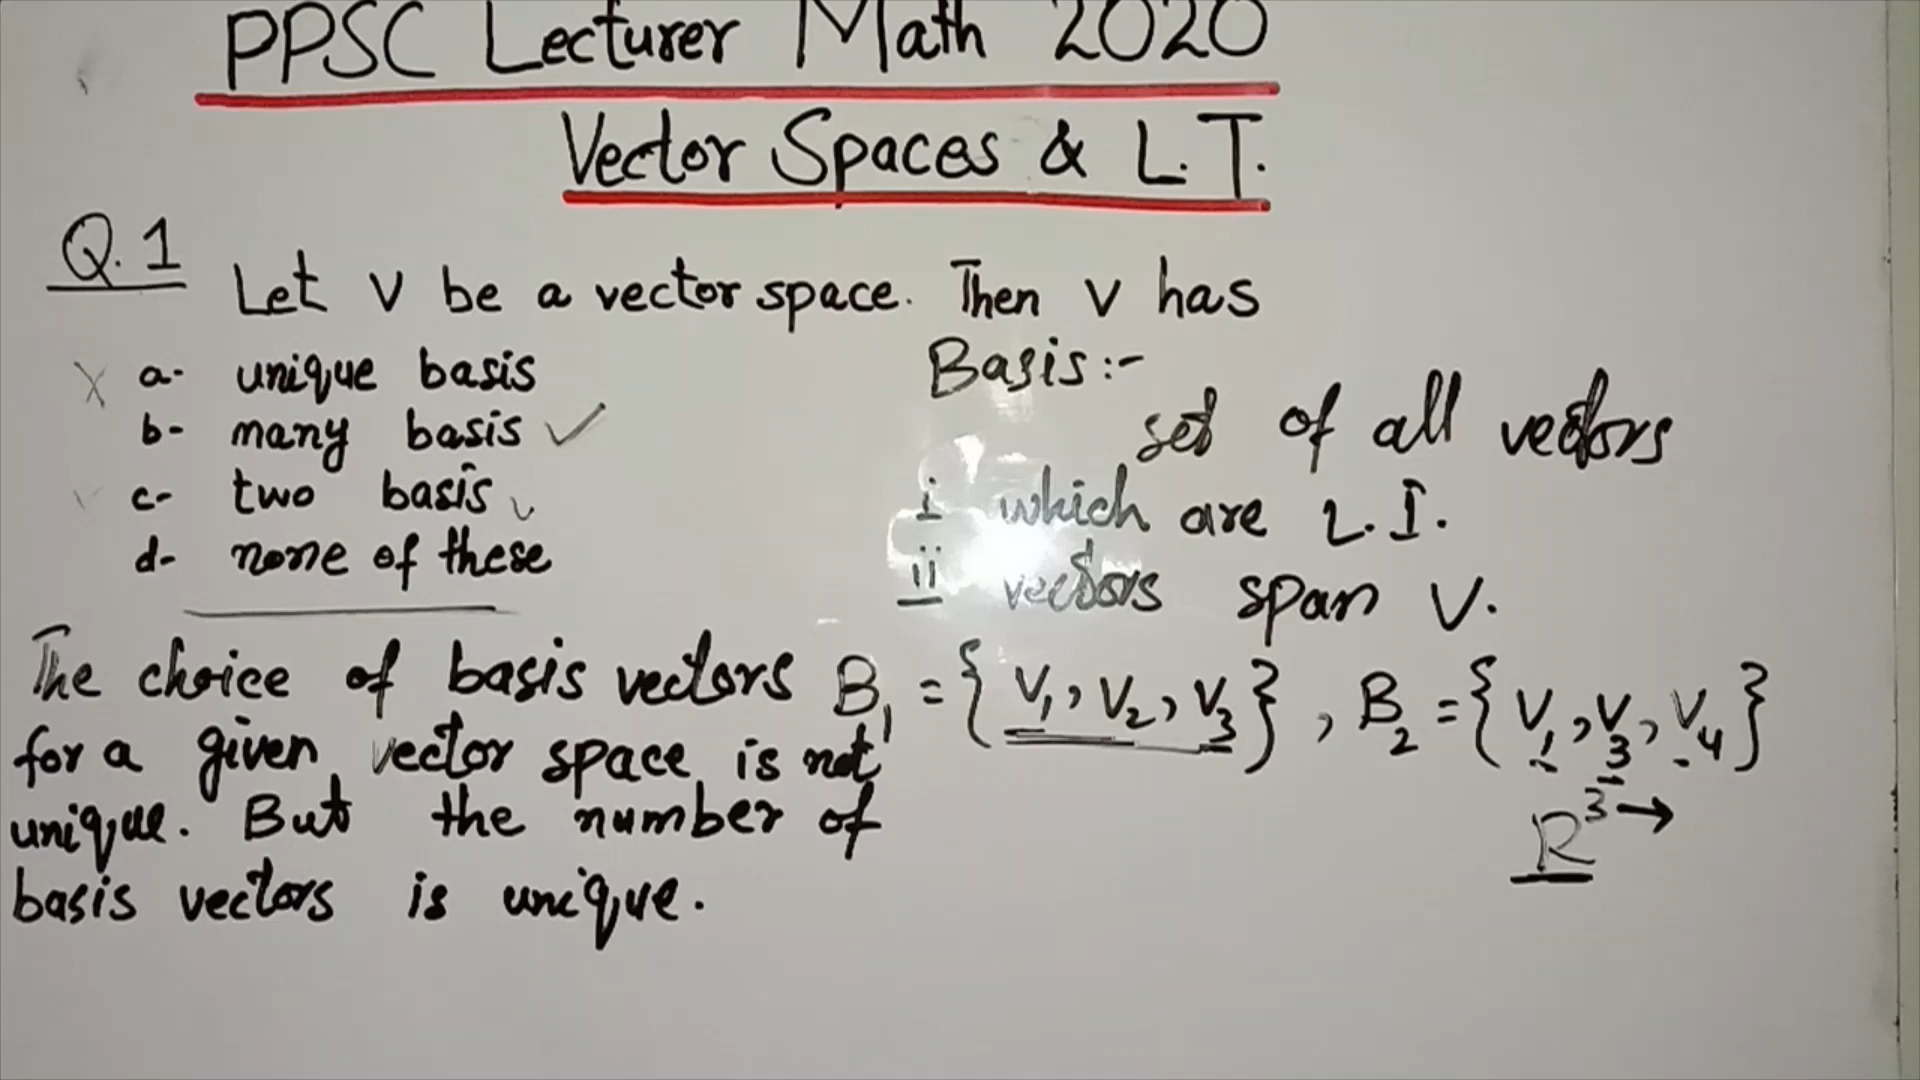 PPSC Lecturer Math 2020
Vector Spaces & L.T.
Q.1
Let V be a vector space. Then V has
a- unique basis
b- many basis ✓
c- two basis
d- none of these
Basis:-
set of all vectors
i which are L.I.
ii vectors span V.
The choice of basis vectors
for a given vector space is not
unique. But the number of
basis vectors is unique.
B₁ = {V₁, V₂, V₃}, B₂ = {V₁, V₃, V₄}
R³ →